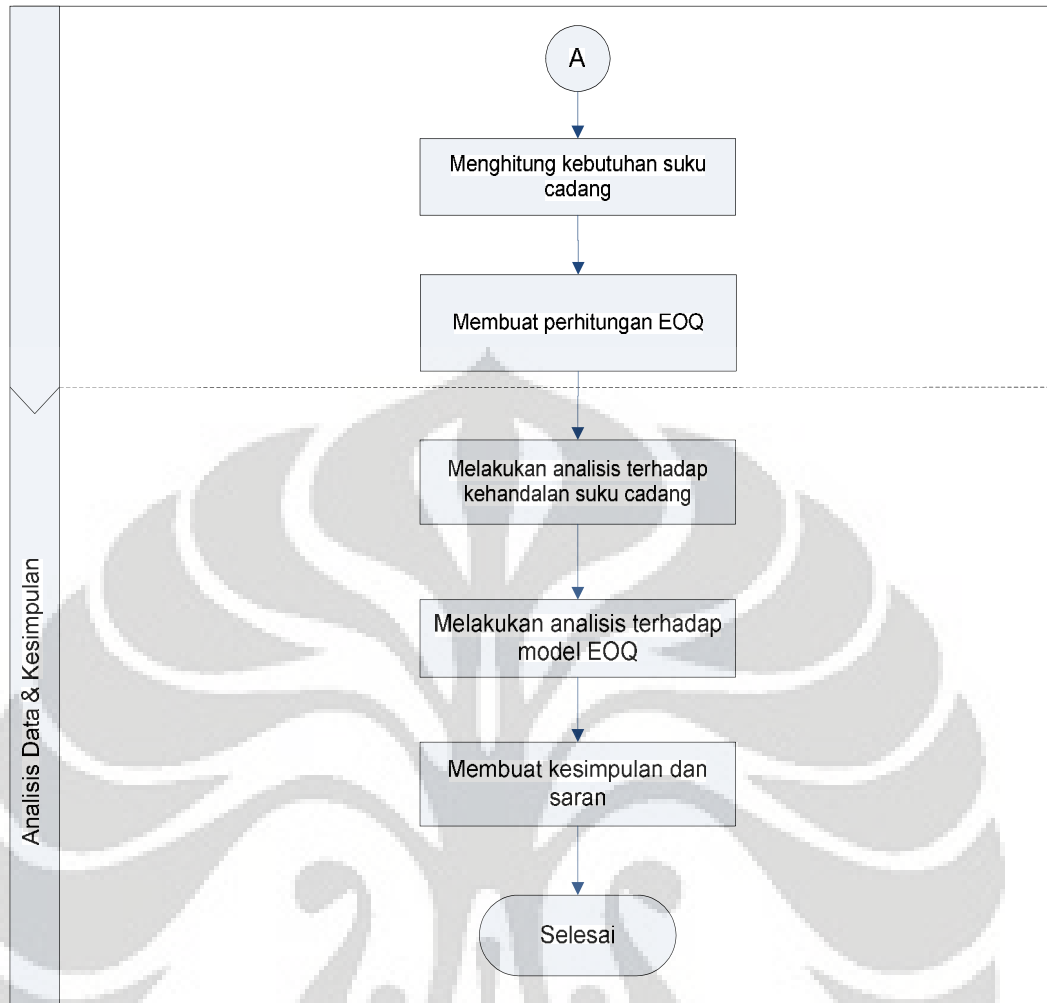 A
Menghitung kebutuhan suku
cadang
Membuat perhitungan EOQ
Melakukan analisis terhadap
kehandalan suku cadang
Melakukan analisis terhadap
model EOQ
Membuat kesimpulan dan
saran
Selesai
Analisis Data & Kesimpulan